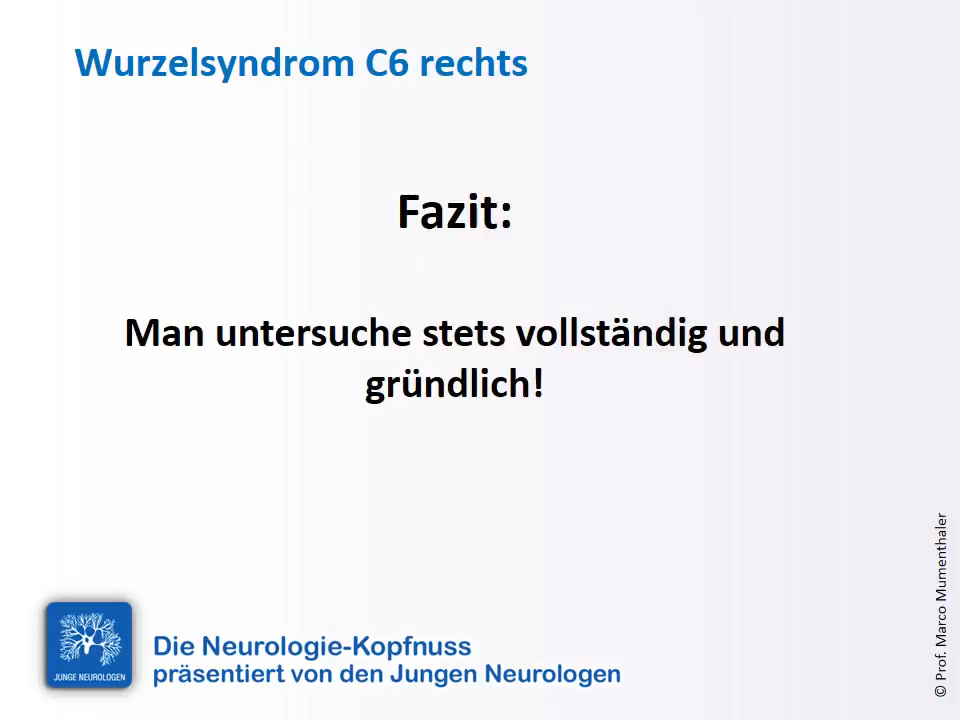 Wurzelsyndrom C6 rechts
Fazit:
Man untersuche stets vollständig und
gründlich!
© Prof. Marco Mumenthaler
JUNGE NEUROLOGEN
Die Neurologie-Kopfnuss
präsentiert von den Jungen Neurologen